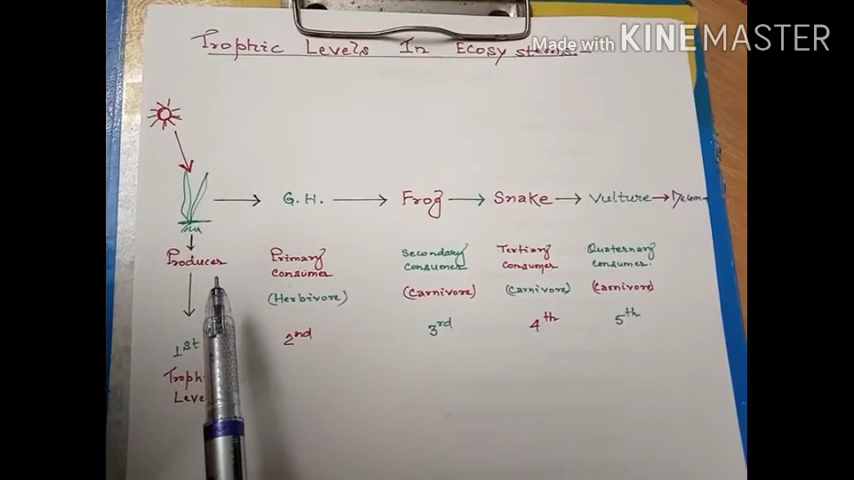 Trophic Levels In Ecosystems.
Made with KINEMASTER
G.H. Frog Snake Vulture
Producer
Primary consumer
(Herbivore)
2nd
Secondary consumer
(Carnivore)
3rd
Tertiary consumer
(Carnivore)
4th
Quaternary consumer.
(Carnivore)
5th
1st